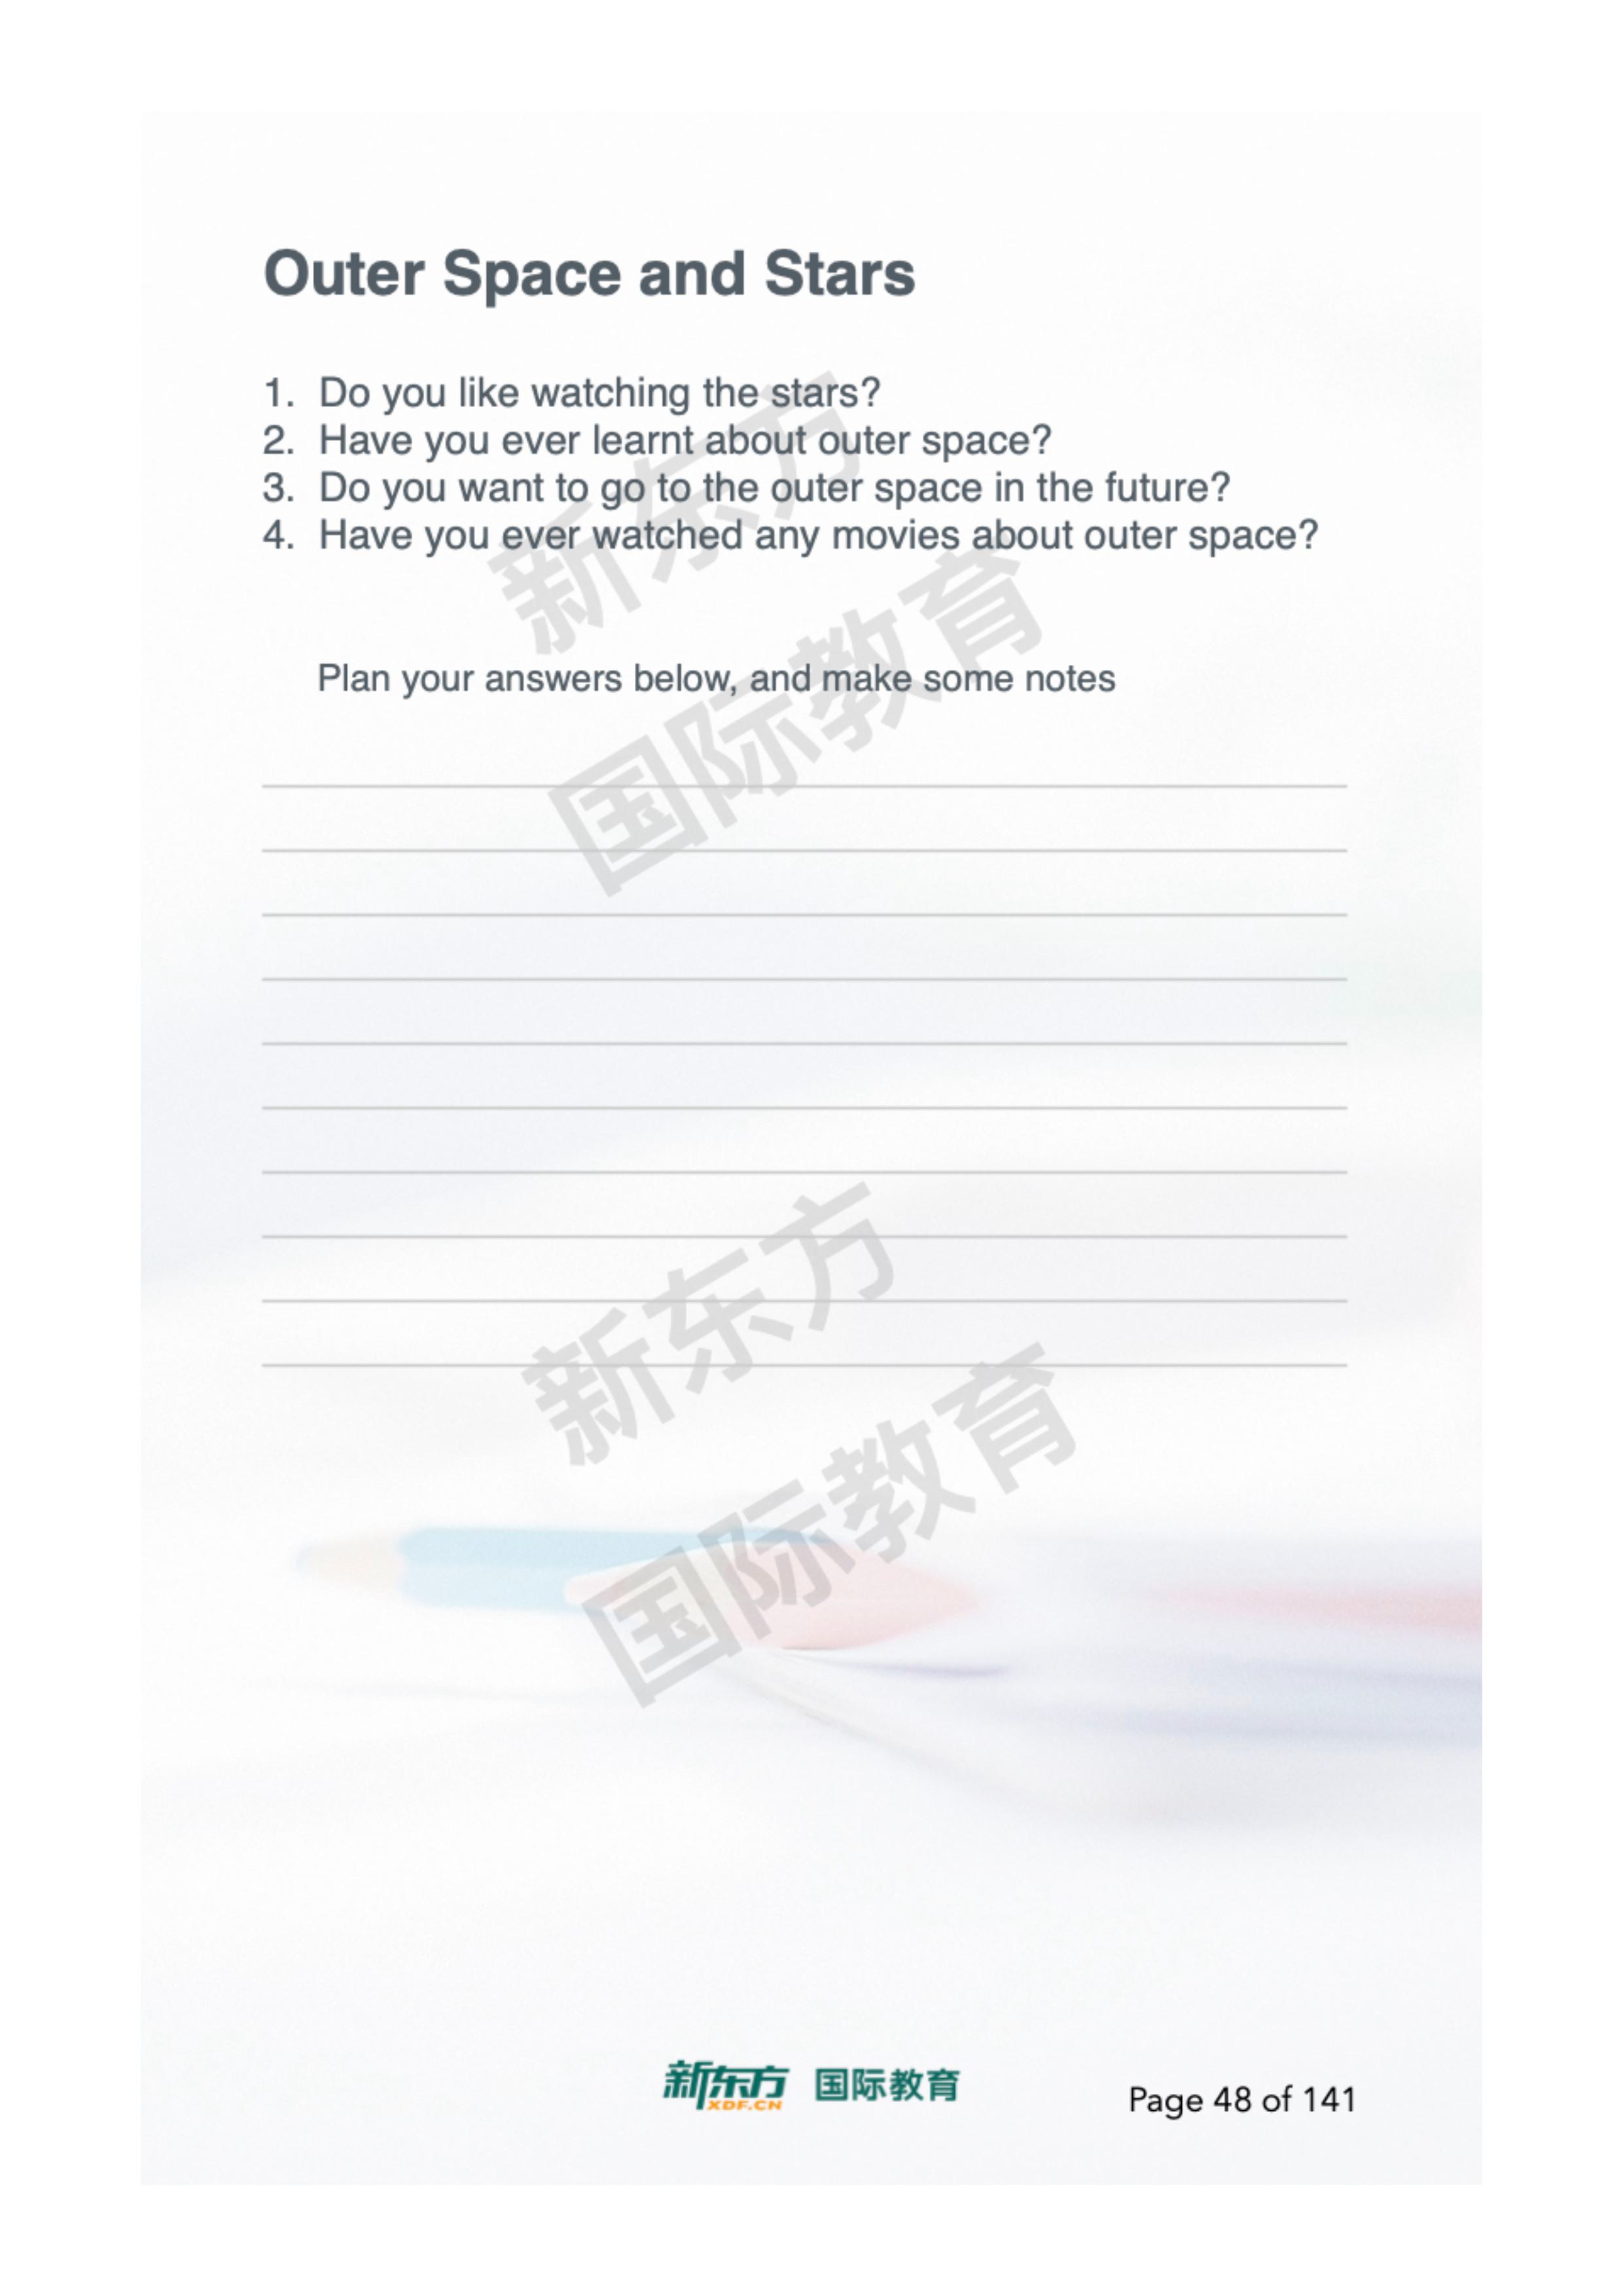 Outer Space and Stars
1. Do you like watching the stars?
2. Have you ever learnt about outer space?
3. Do you want to go to the outer space in the future?
4. Have you ever watched any movies about outer space?
新东方
国际教育
Plan your answers below, and make some notes
新东方
国际教育
新东方 国际教育
XDF.CN
Page 48 of 141